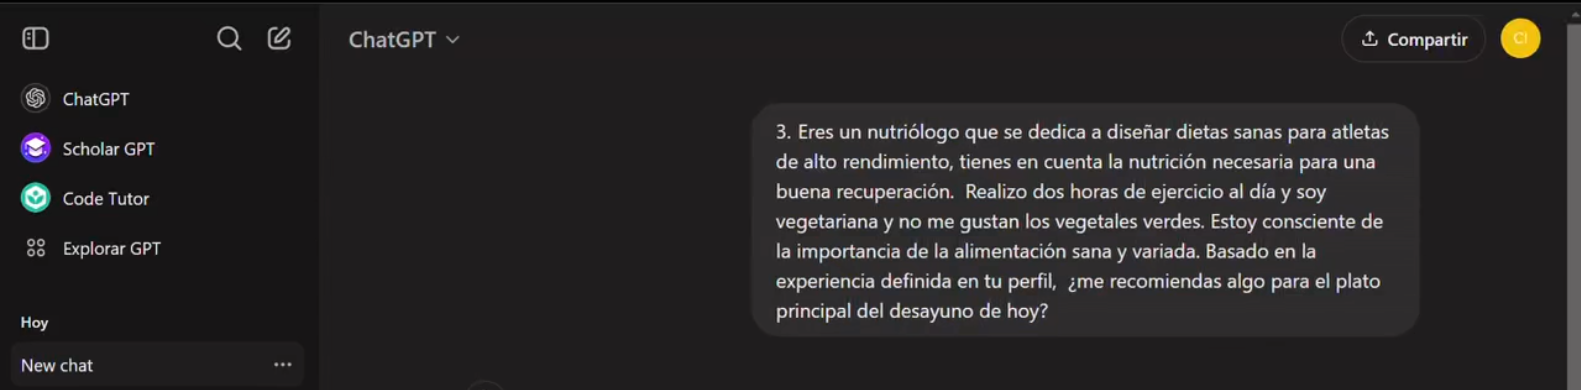 ChatGPT
Compartir
CI
ChatGPT
Scholar GPT
Code Tutor
Explorar GPT
Hoy
New chat
3. Eres un nutriólogo que se dedica a diseñar dietas sanas para atletas
de alto rendimiento, tienes en cuenta la nutrición necesaria para una
buena recuperación.  Realizo dos horas de ejercicio al día y soy
vegetariana y no me gustan los vegetales verdes. Estoy consciente de
la importancia de la alimentación sana y variada. Basado en la
experiencia definida en tu perfil,  ¿me recomiendas algo para el plato
principal del desayuno de hoy?